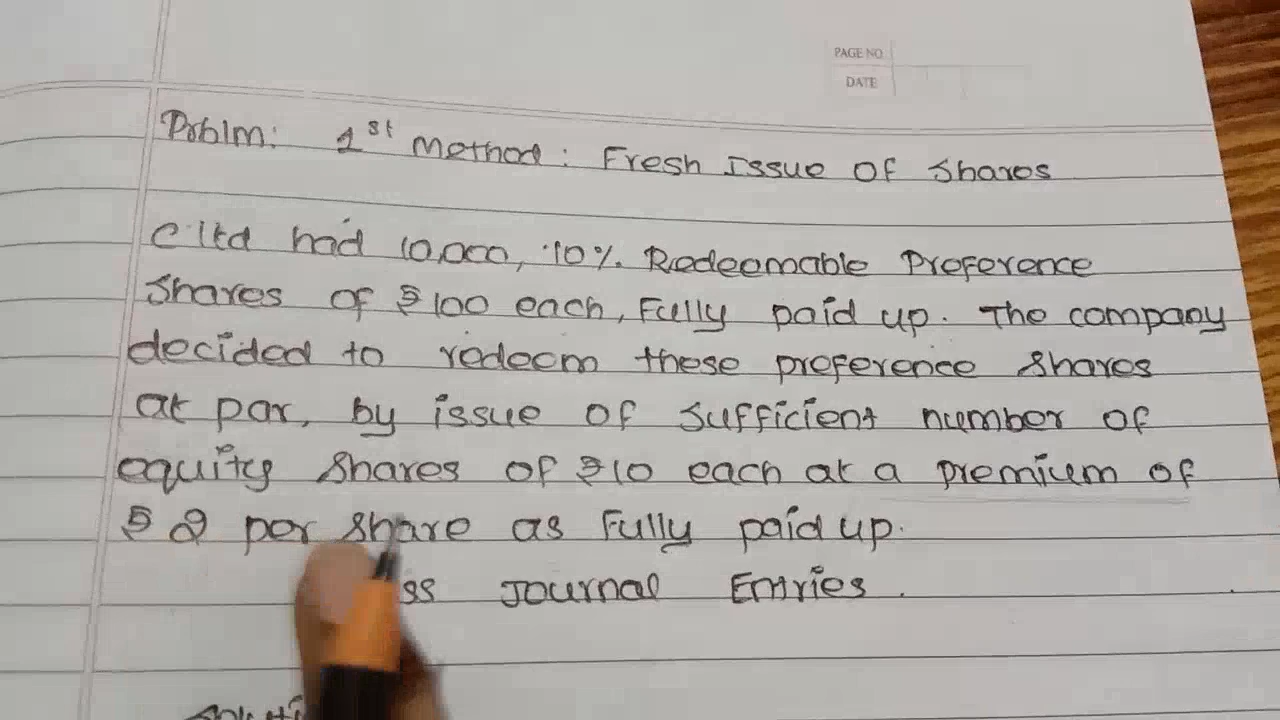 PAGE NO
DATE
Problm: 1st Method: Fresh Issue Of Shares
C ltd had 10,000, 10% Redeemable Preference
Shares of ₹100 each, Fully paid up. The company
decided to redeem these preference shares
at par, by issue of sufficient number of
equity shares of ₹10 each at a premium of
₹ 2 per share as Fully paid up.
ss Journal Entries.